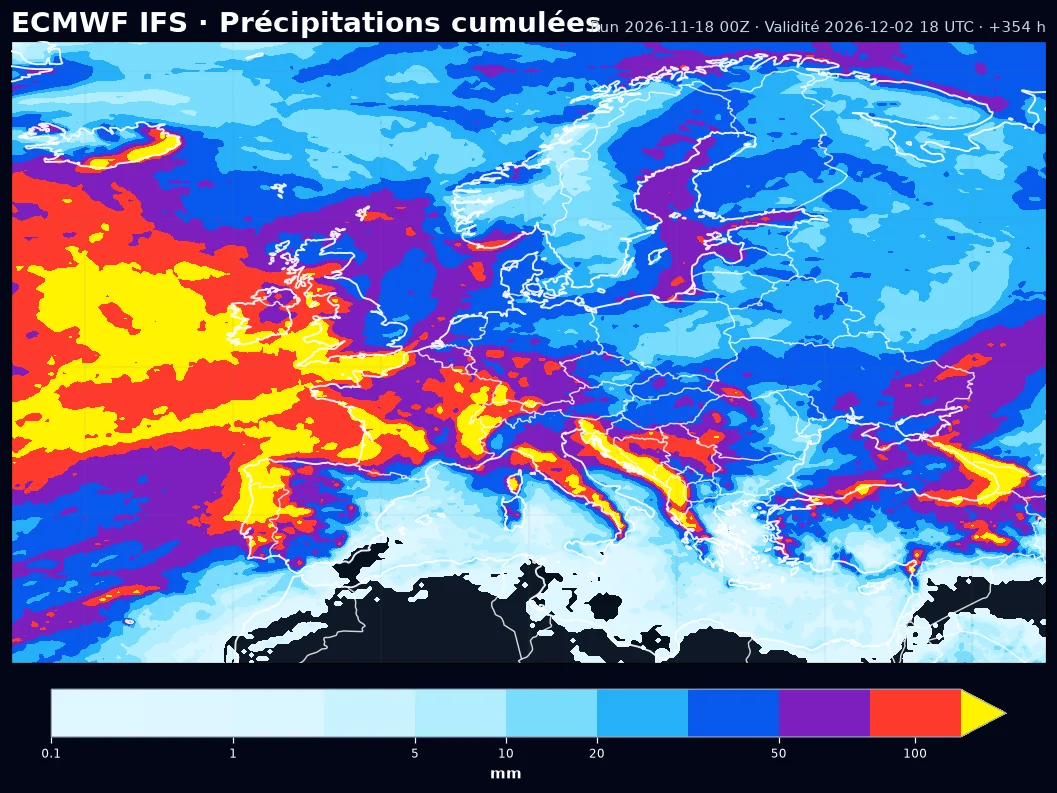 ECMWF IFS · Précipitations cumulées
Run 2026-11-18 00Z · Validité 2026-12-02 18 UTC · +354 h
0.1 1 5 10 20 50 100
mm